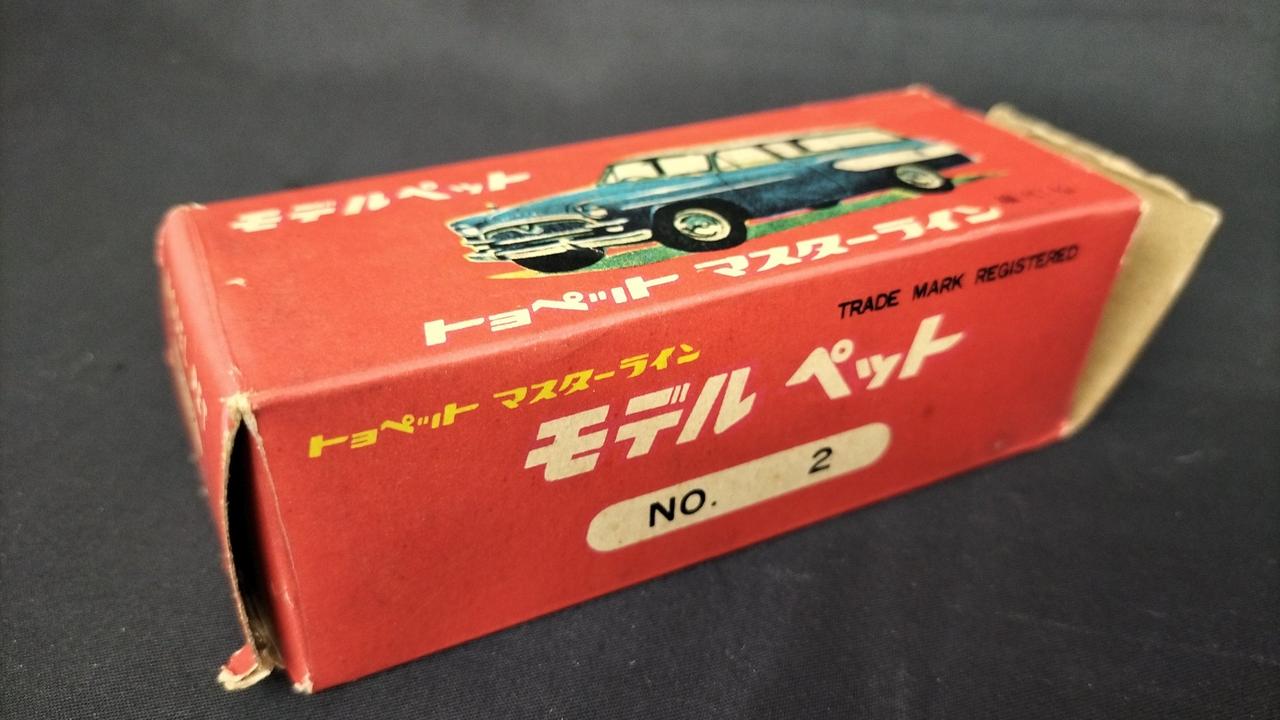 モデルペット
トヨペット マスターライン
TRADE MARK REGISTERED
トヨペット マスターライン
モデル ペット
NO. 2